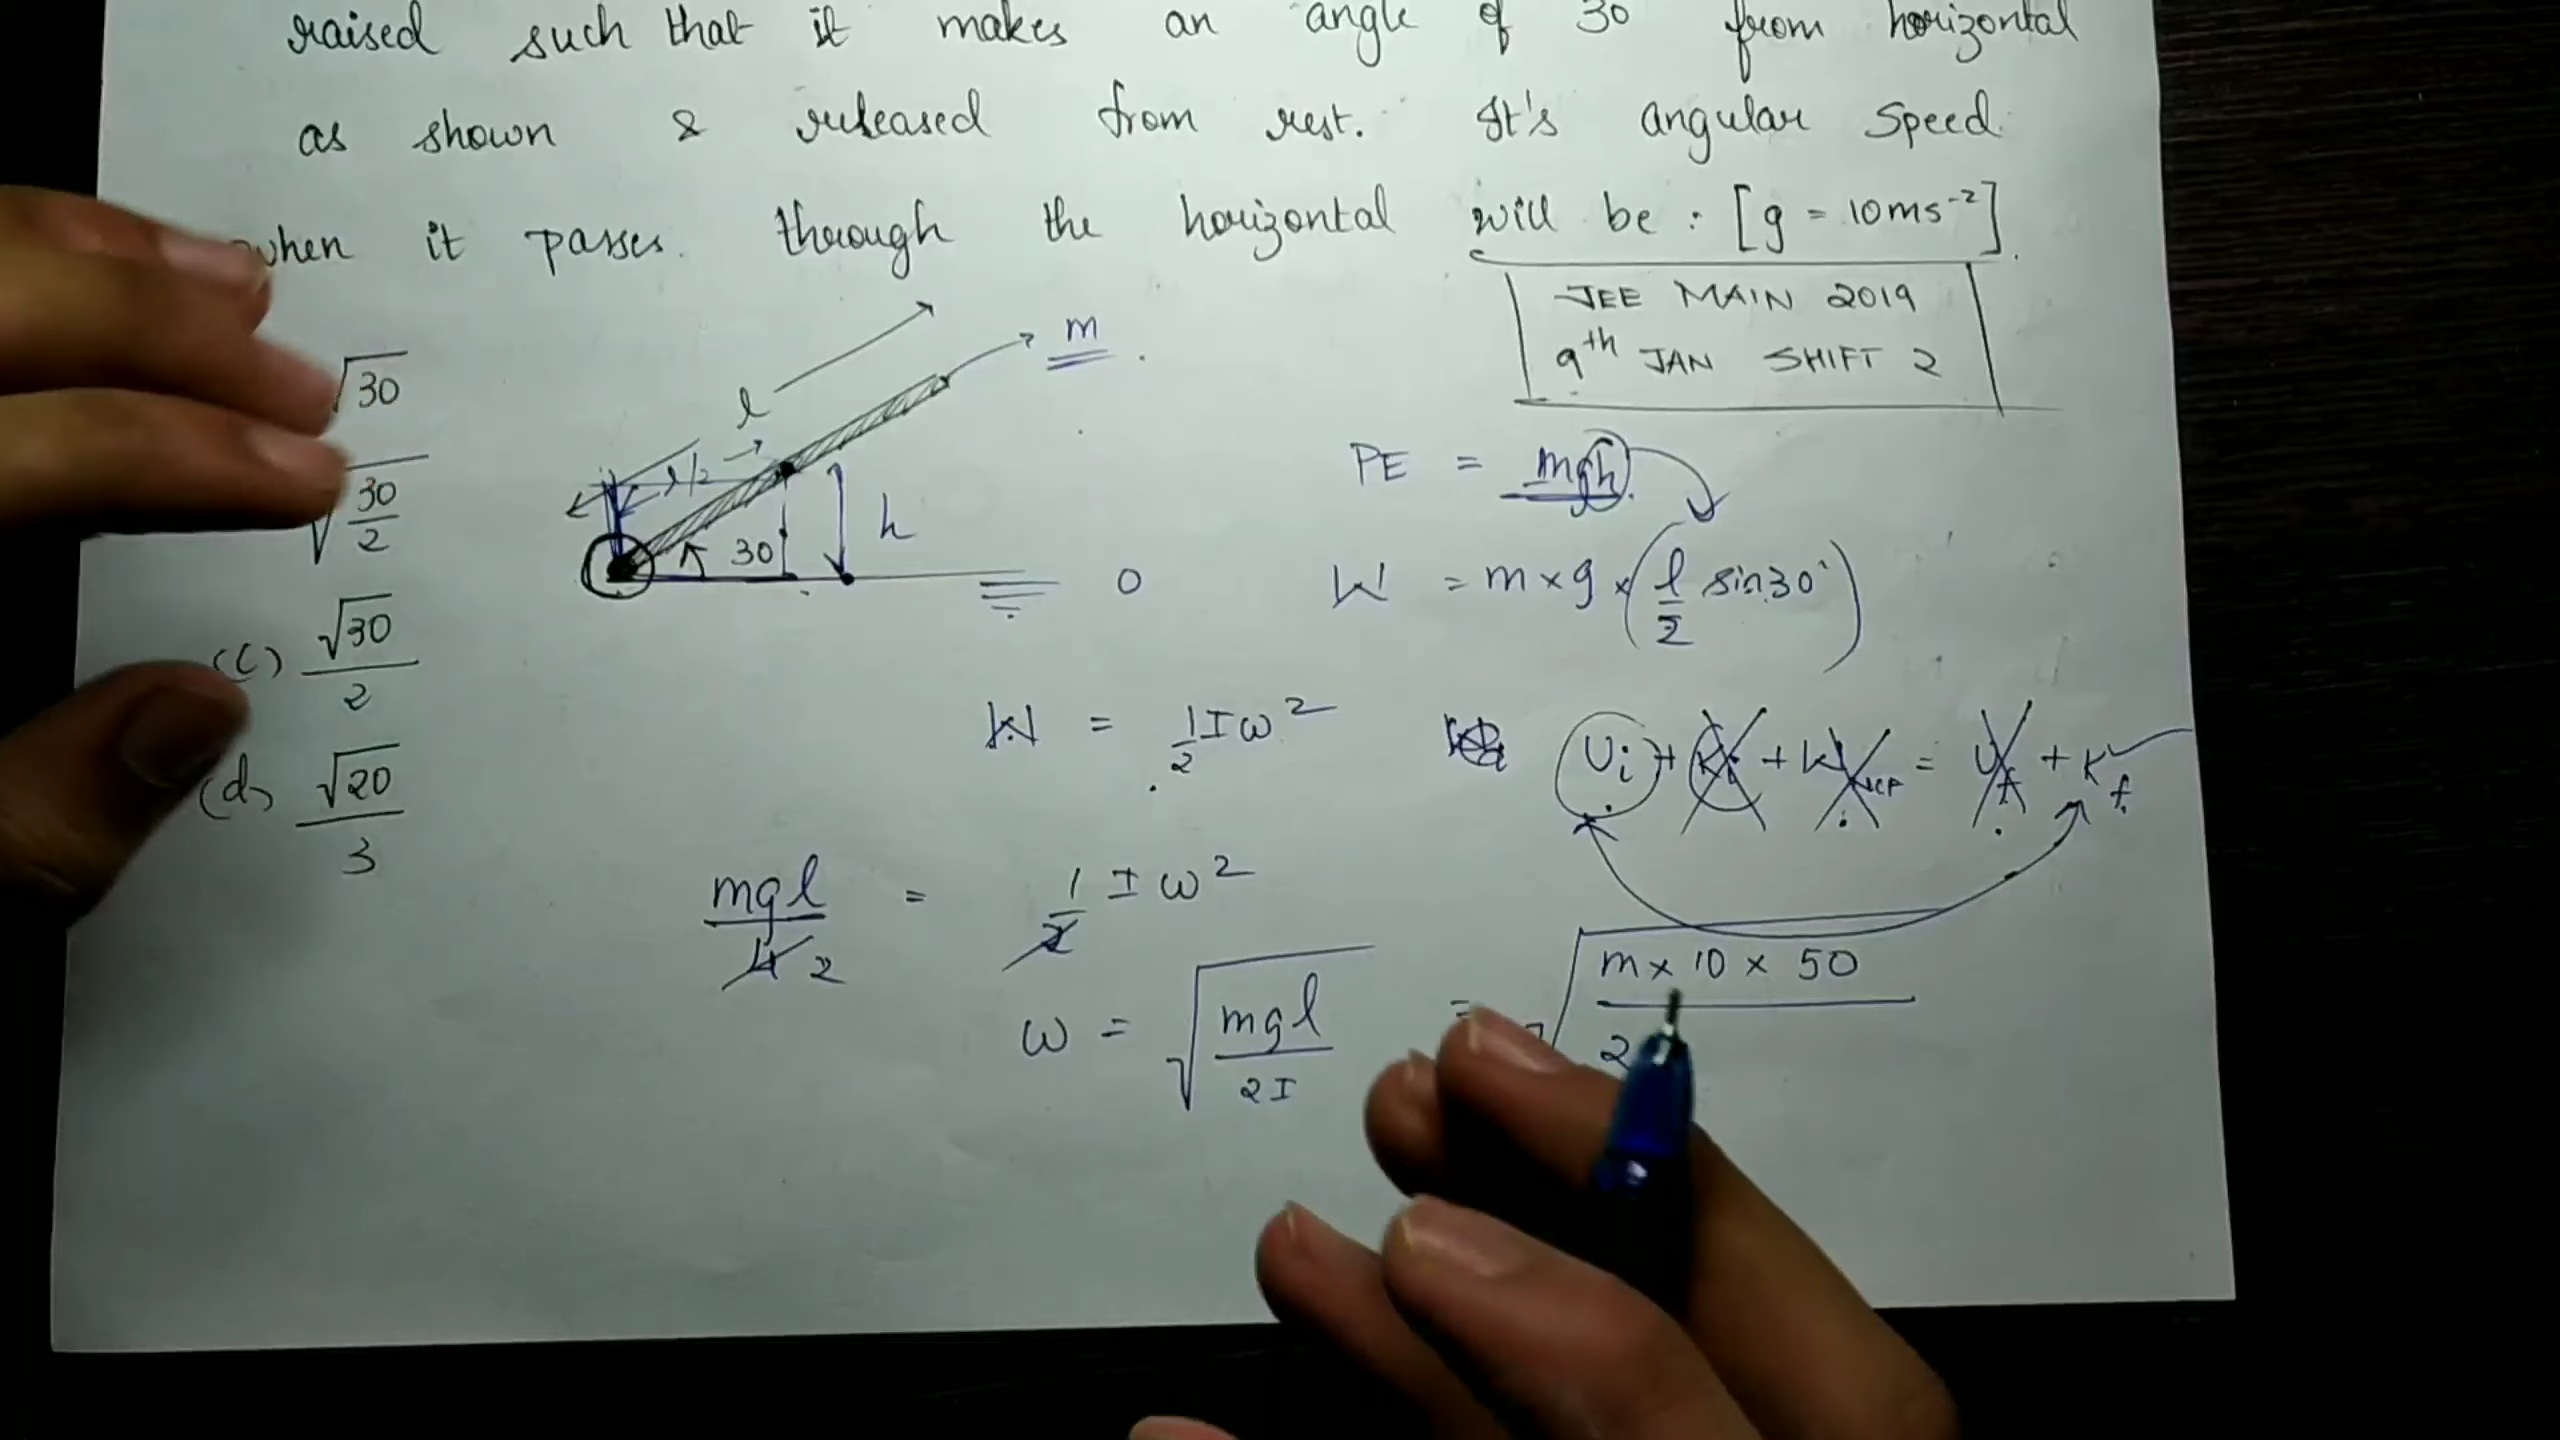 raised such that it makes an angle of 30 from horizontal
as shown & released from rest. It's angular speed
when it passes through the horizontal will be : [g = 10ms⁻²]
JEE MAIN 2019
9th JAN SHIFT 2
√30
√(30/2)
(c) √30/2
(d) √20/3
m
l
l/2
h
30
0
PE = mgh
W = m×g×(l/2 sin30°)
W = 1/2 Iω²
Ui + Ki + WNCF = Uf + Kf
mgl/4 2 = 1/2 Iω²
ω = √(mgl/2I) = √(m×10×50/2